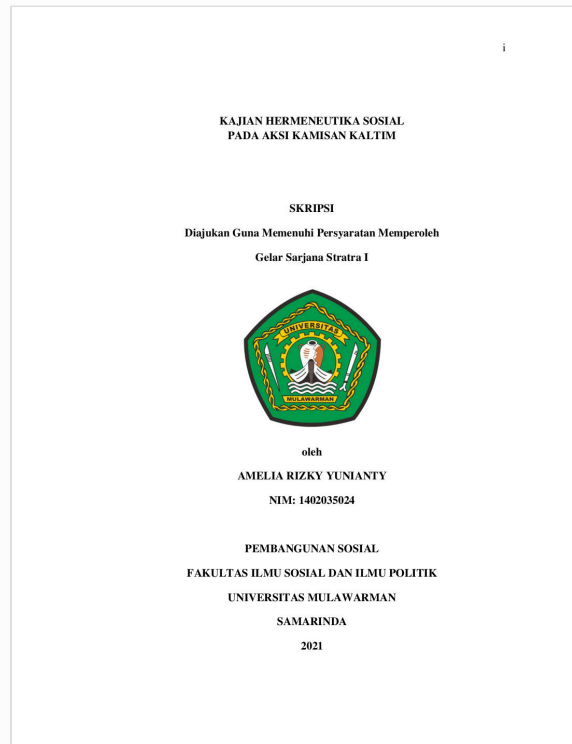 i
KAJIAN HERMENEUTIKA SOSIAL
PADA AKSI KAMISAN KALTIM
SKRIPSI
Diajukan Guna Memenuhi Persyaratan Memperoleh
Gelar Sarjana Stratra I
UNIVERSITAS
MULAWARMAN
oleh
AMELIA RIZKY YUNIANTY
NIM: 1402035024
PEMBANGUNAN SOSIAL
FAKULTAS ILMU SOSIAL DAN ILMU POLITIK
UNIVERSITAS MULAWARMAN
SAMARINDA
2021